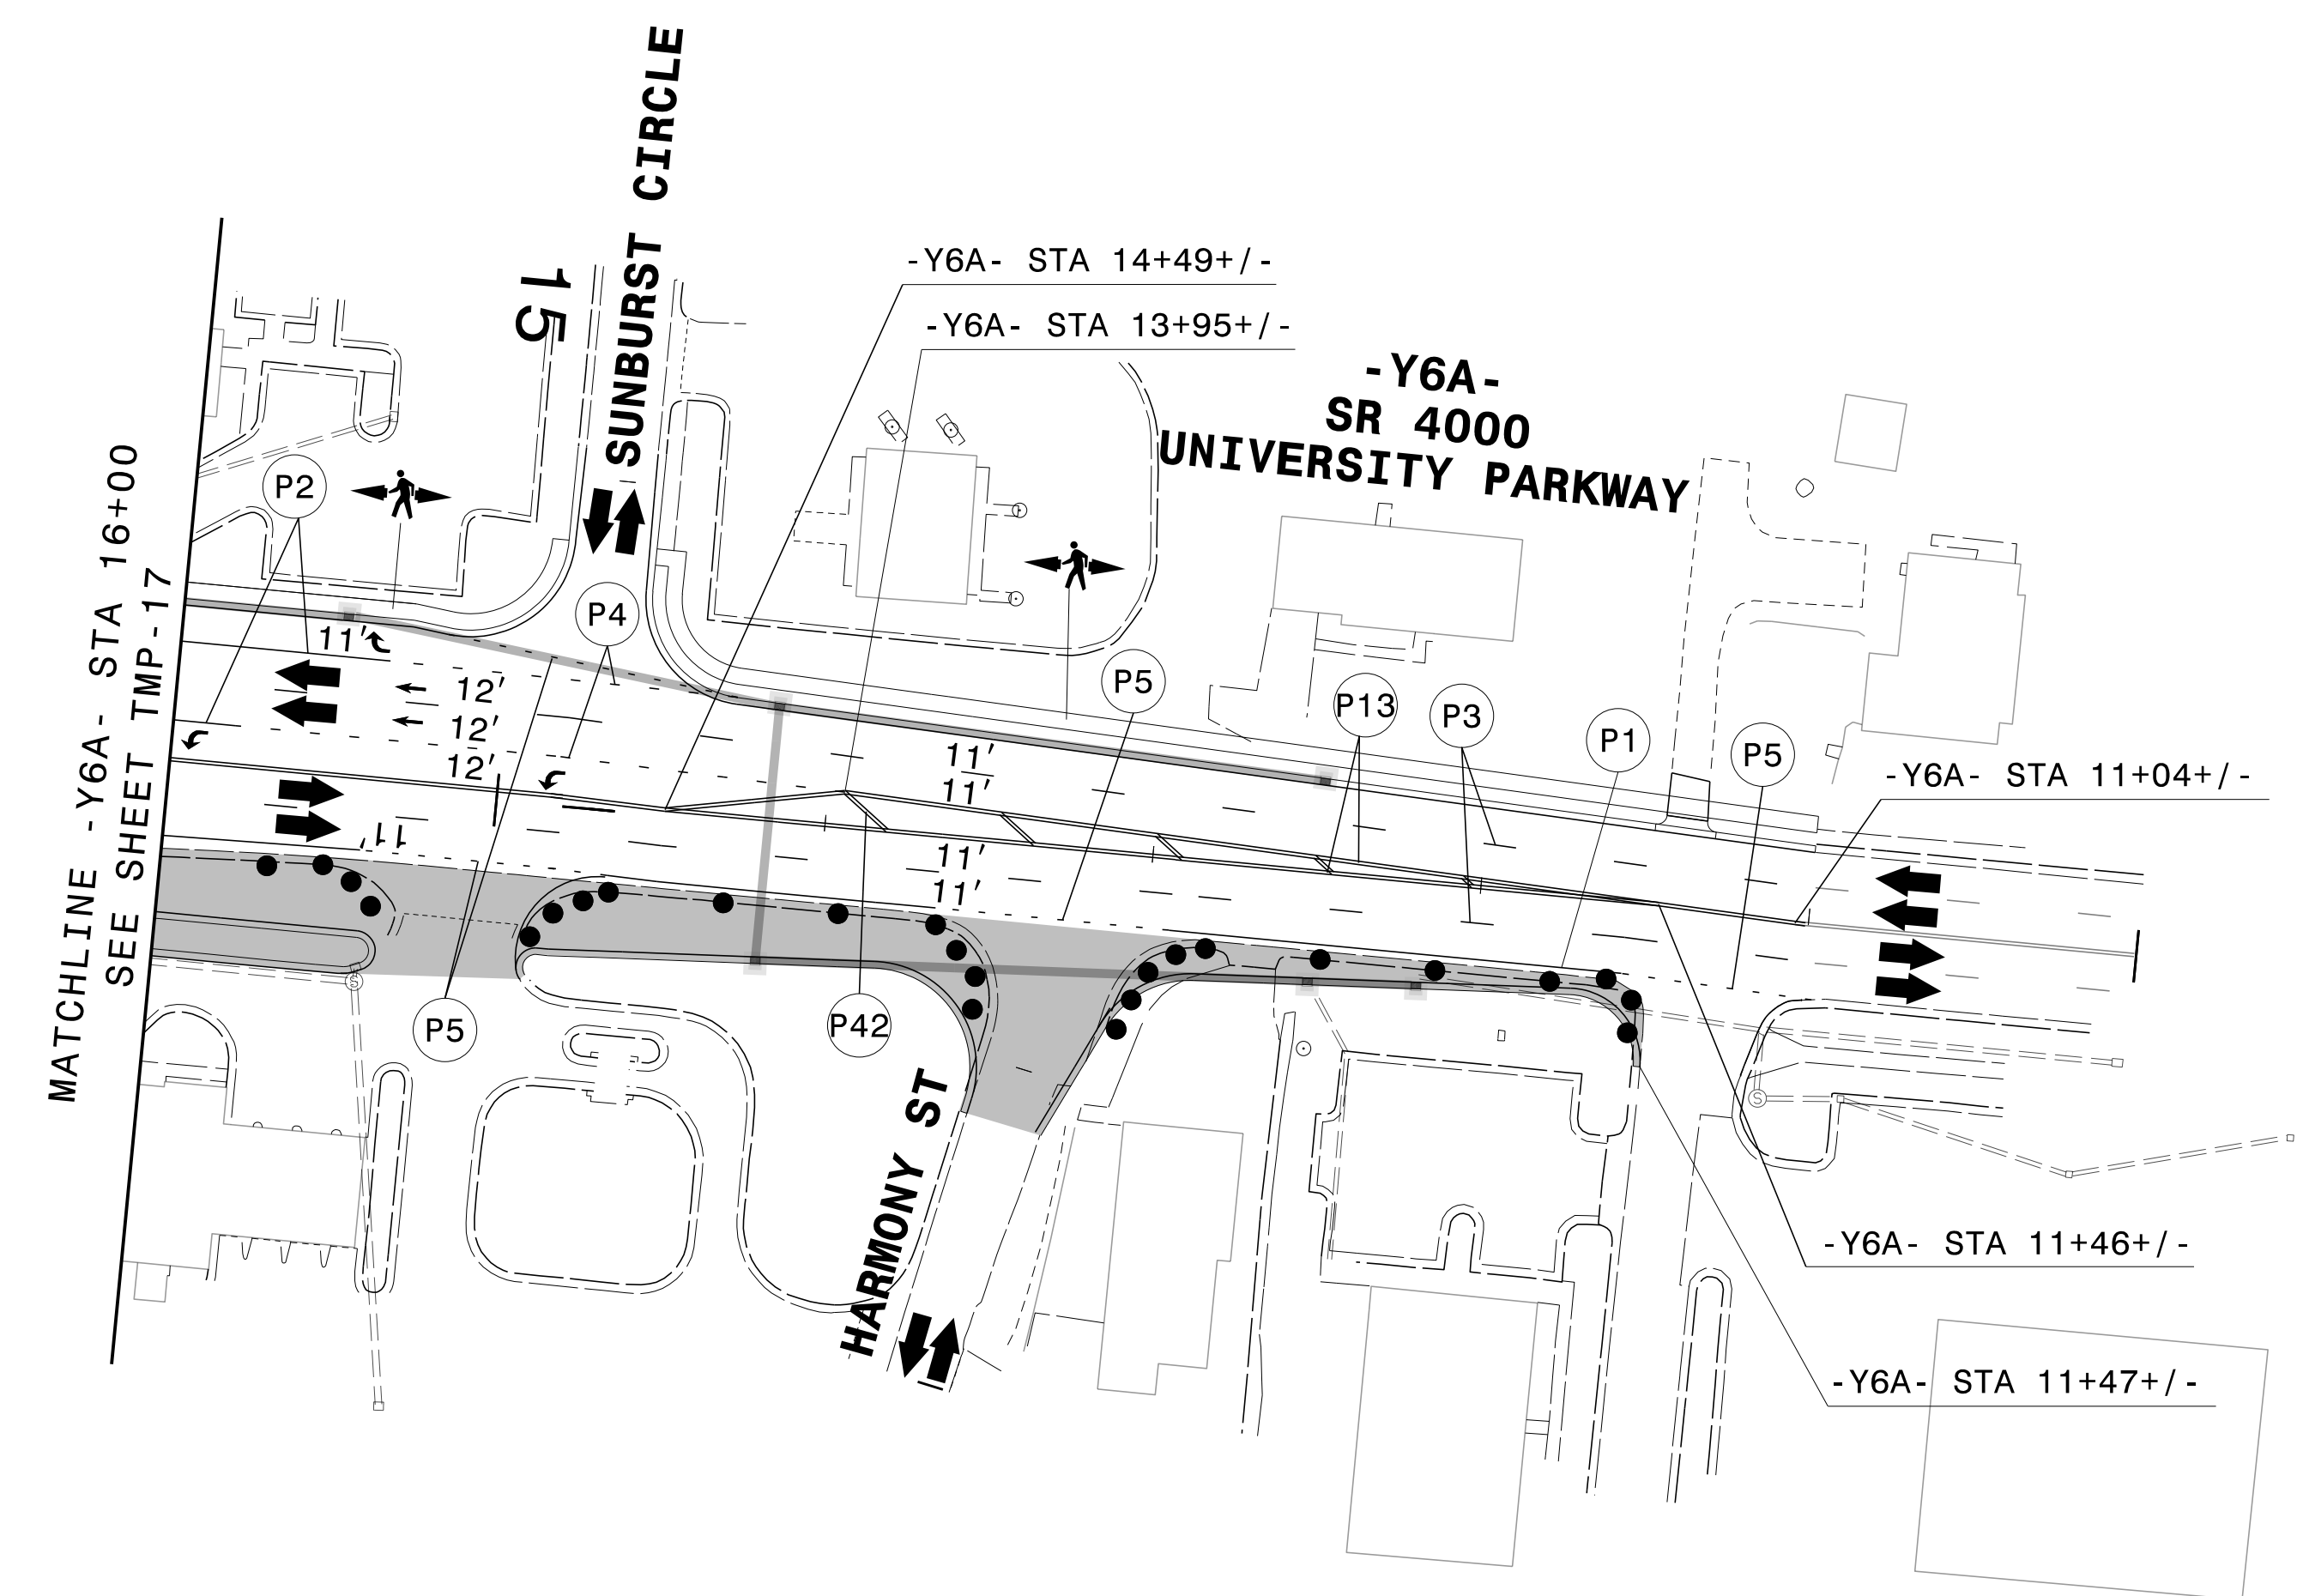 SUNBURST CIRCLE
15
-Y6A- STA 14+49+/-
-Y6A- STA 13+95+/-
-Y6A-
SR 4000
UNIVERSITY PARKWAY
MATCHLINE -Y6A- STA 16+00
SEE SHEET TMP-17
P2
P4
P5
P13
P3
P1
P5
11'
12'
12'
12'
11'
11'
11'
11'
11'
-Y6A- STA 11+04+/-
P5
P42
S
S
HARMONY ST
-Y6A- STA 11+46+/-
-Y6A- STA 11+47+/-